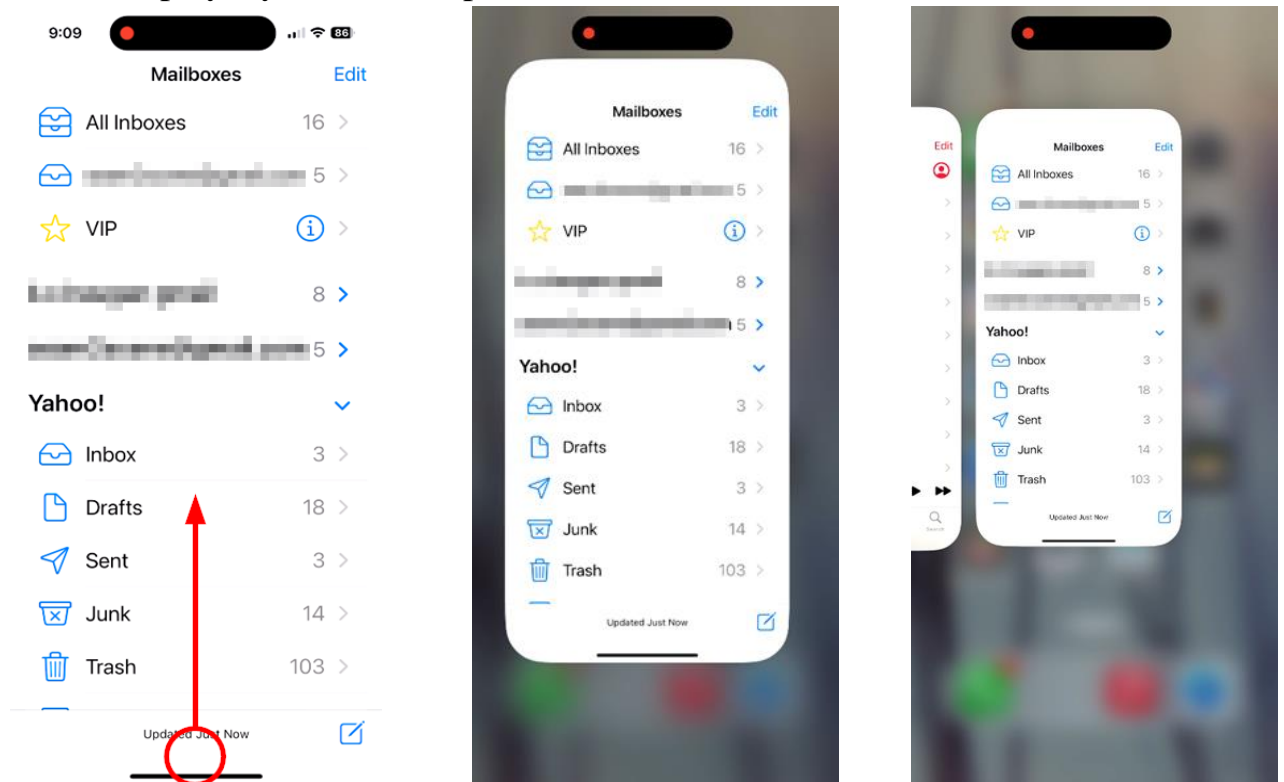 9:09 86
Mailboxes Edit
All Inboxes 16
5
VIP
8
5
Yahoo!
Inbox 3
Drafts 18
Sent 3
Junk 14
Trash 103
Updated Just Now
Mailboxes Edit
All Inboxes 16
5
VIP
8
5
Yahoo!
Inbox 3
Drafts 18
Sent 3
Junk 14
Trash 103
Updated Just Now
Edit
Search
Mailboxes Edit
All Inboxes 16
5
VIP
8
5
Yahoo!
Inbox 3
Drafts 18
Sent 3
Junk 14
Trash 103
Updated Just Now